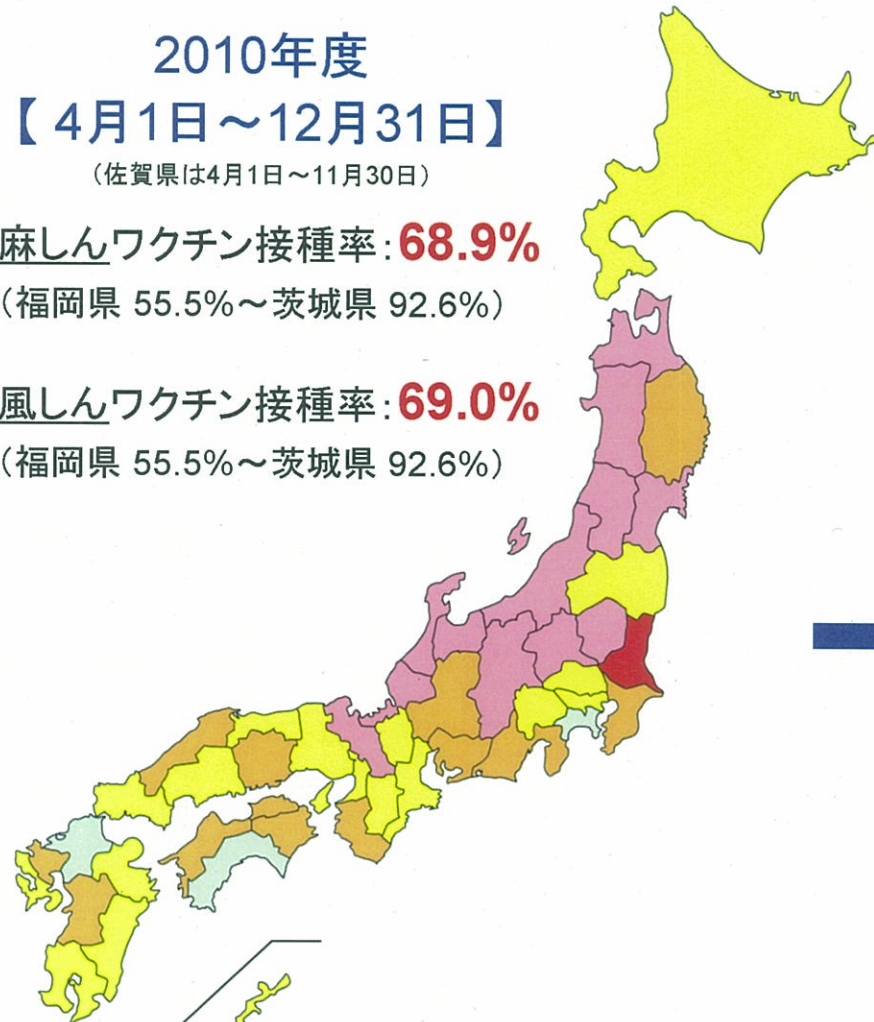 2010年度
【 4月1日～12月31日】
（佐賀県は4月1日～11月30日）
麻しんワクチン接種率：68.9%
（福岡県 55.5%～茨城県 92.6%）
風しんワクチン接種率：69.0%
（福岡県 55.5%～茨城県 92.6%）